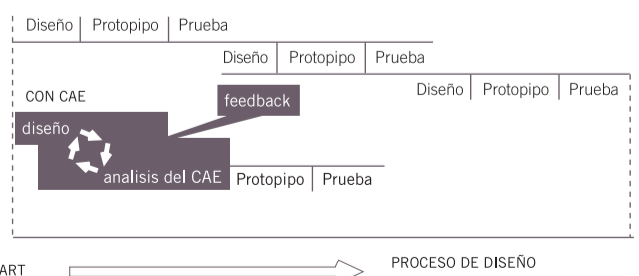 Diseño Protopipo Prueba
Diseño Protopipo Prueba
Diseño Protopipo Prueba
CON CAE
feedback
diseño
analisis del CAE Protopipo Prueba
ART
PROCESO DE DISEÑO